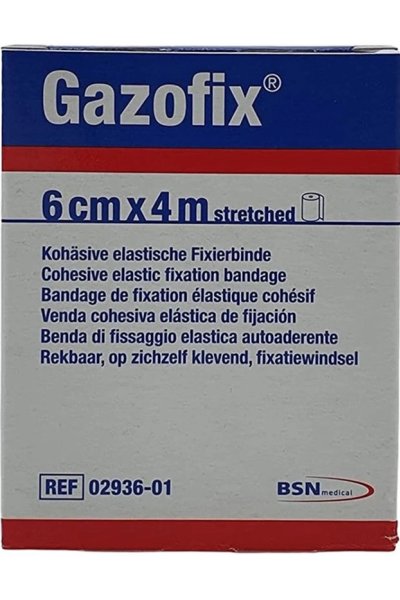 Gazofix®
6 cm x 4 m stretched
Kohäsive elastische Fixierbinde
Cohesive elastic fixation bandage
Bandage de fixation élastique cohésif
Venda cohesiva elástica de fijación
Benda di fissaggio elastica autoaderente
Rekbaar, op zichzelf klevend, fixatiewindsel
REF 02936-01
BSN medical